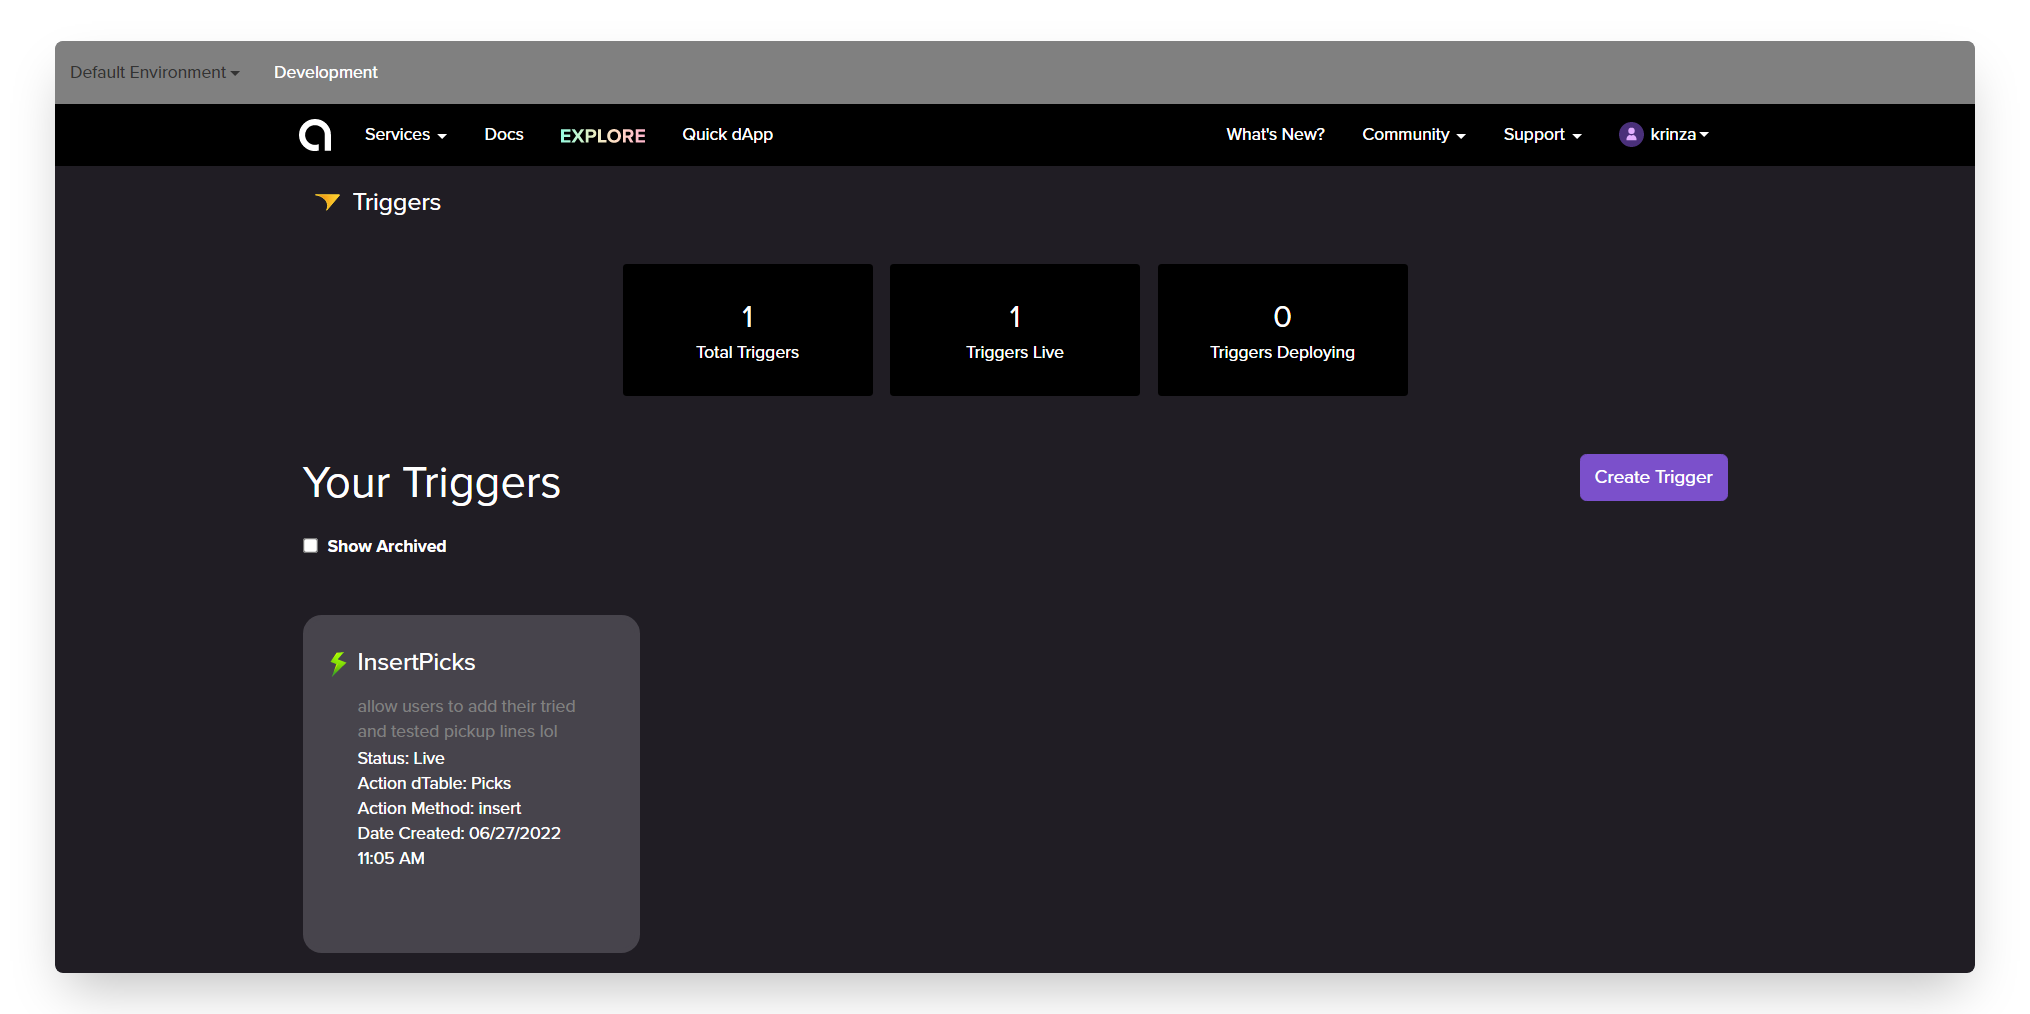 Default Environment
Development
Services
Docs
EXPLORE
Quick dApp
What's New?
Community
Support
krinza
Triggers
1
Total Triggers
1
Triggers Live
0
Triggers Deploying
Your Triggers
Create Trigger
Show Archived
InsertPicks
allow users to add their tried
and tested pickup lines lol
Status: Live
Action dTable: Picks
Action Method: insert
Date Created: 06/27/2022
11:05 AM